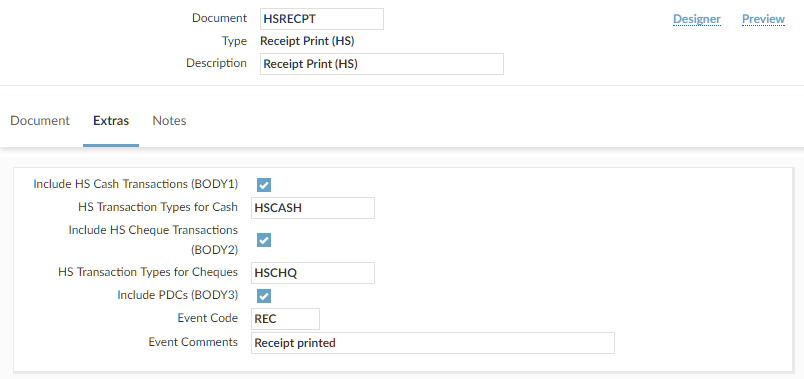 Document HSRECPT Designer Preview
Type Receipt Print (HS)
Description Receipt Print (HS)
Document Extras Notes
Include HS Cash Transactions (BODY1)
HS Transaction Types for Cash HSCASH
Include HS Cheque Transactions
(BODY2)
HS Transaction Types for Cheques HSCHQ
Include PDCs (BODY3)
Event Code REC
Event Comments Receipt printed